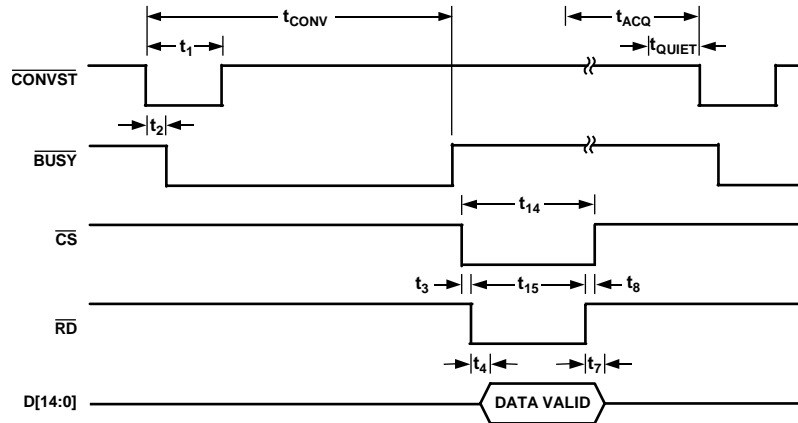 tCONV
tACQ
t1
tQUIET
CONVST
t2
BUSY
t14
CS
t3
t15
t8
RD
t4
t7
D[14:0]
DATA VALID